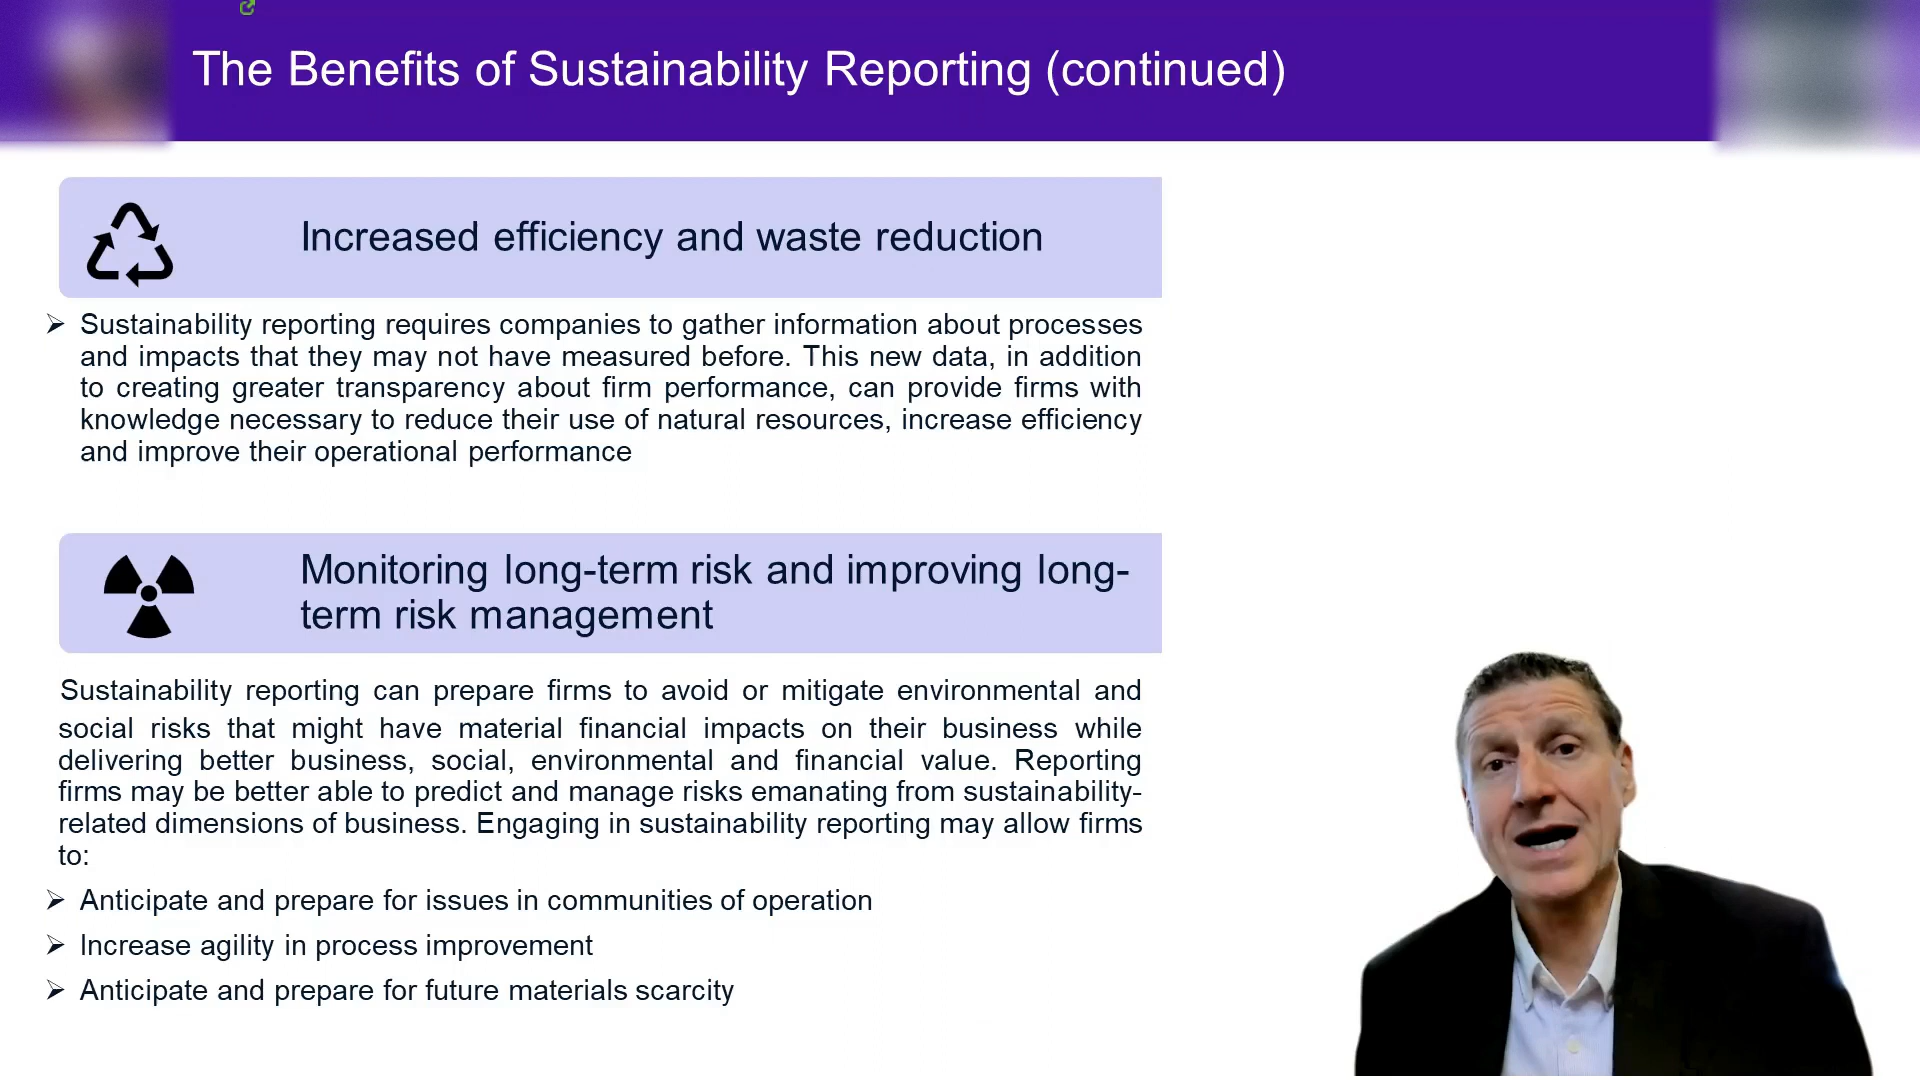 The Benefits of Sustainability Reporting (continued)
Increased efficiency and waste reduction
➢ Sustainability reporting requires companies to gather information about processes
and impacts that they may not have measured before. This new data, in addition
to creating greater transparency about firm performance, can provide firms with
knowledge necessary to reduce their use of natural resources, increase efficiency
and improve their operational performance
Monitoring long-term risk and improving long-
term risk management
Sustainability reporting can prepare firms to avoid or mitigate environmental and
social risks that might have material financial impacts on their business while
delivering better business, social, environmental and financial value. Reporting
firms may be better able to predict and manage risks emanating from sustainability-
related dimensions of business. Engaging in sustainability reporting may allow firms
to:
➢ Anticipate and prepare for issues in communities of operation
➢ Increase agility in process improvement
➢ Anticipate and prepare for future materials scarcity